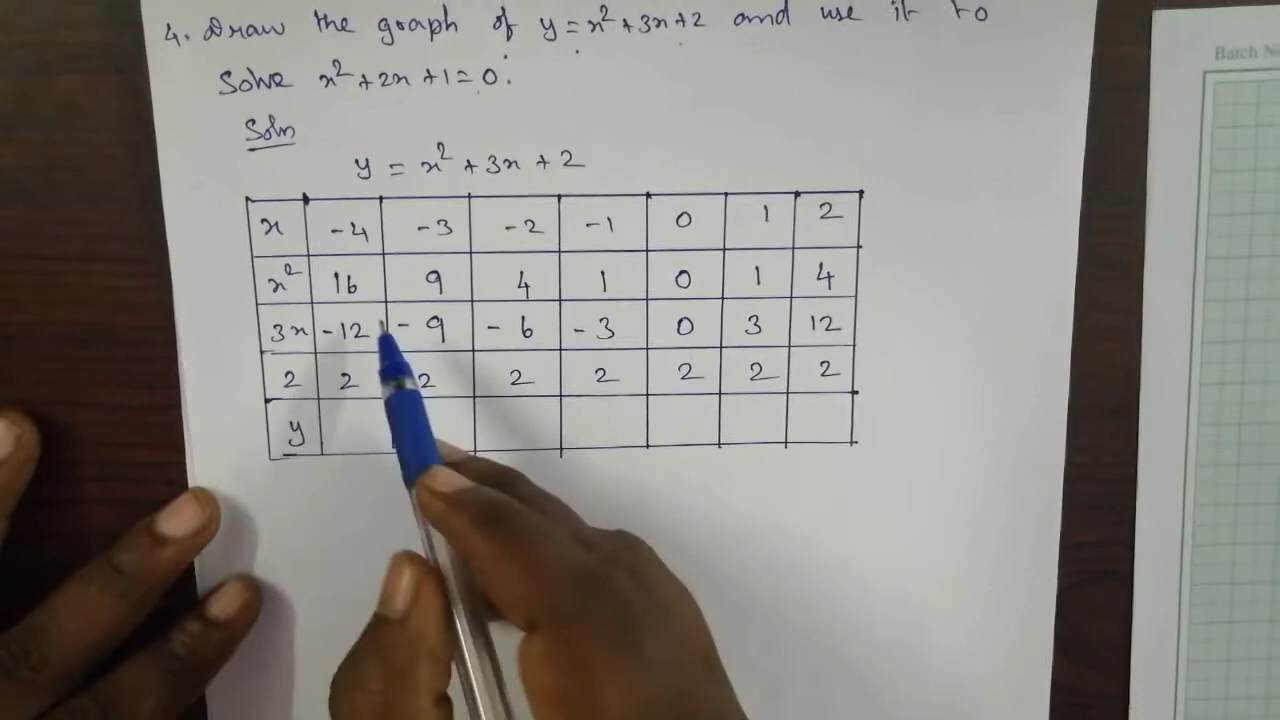 4. Draw the graph of y = x² + 3x + 2 and use it to
Solve x² + 2x + 1 = 0.
Soln
y = x² + 3x + 2
x -4 -3 -2 -1 0 1 2
x² 16 9 4 1 0 1 4
3x -12 -9 -6 -3 0 3 12
2 2 2 2 2 2 2 2
y
Batch